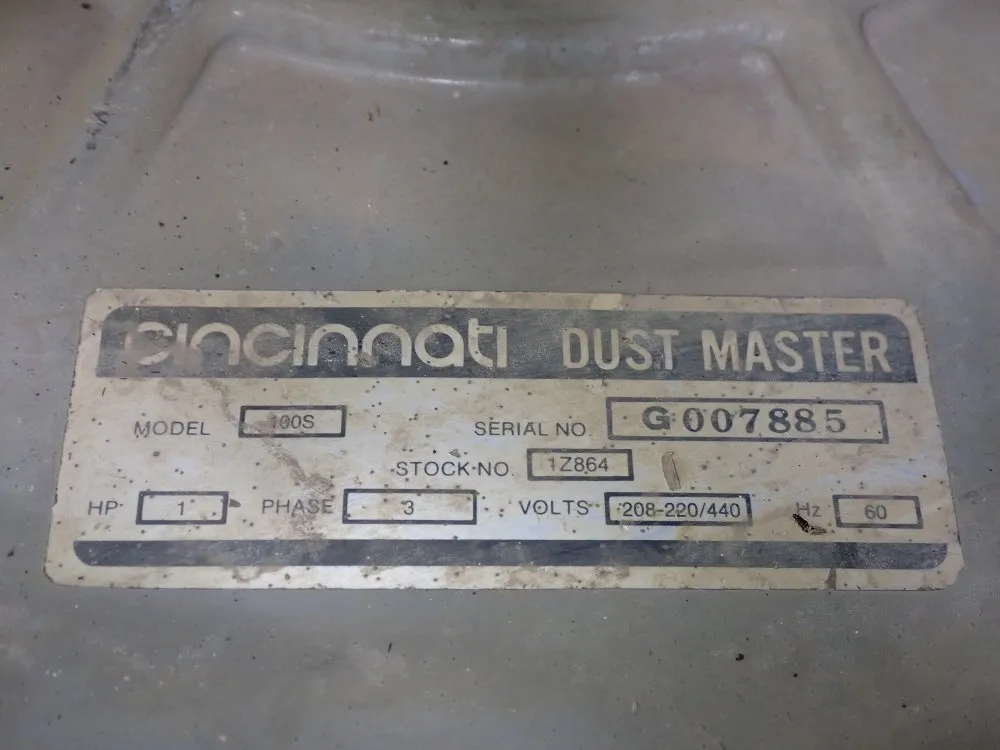 cincinnati DUST MASTER
MODEL 100S SERIAL NO. G007885
STOCK NO. 1Z864
HP 1 PHASE 3 VOLTS 208-220/440 Hz 60